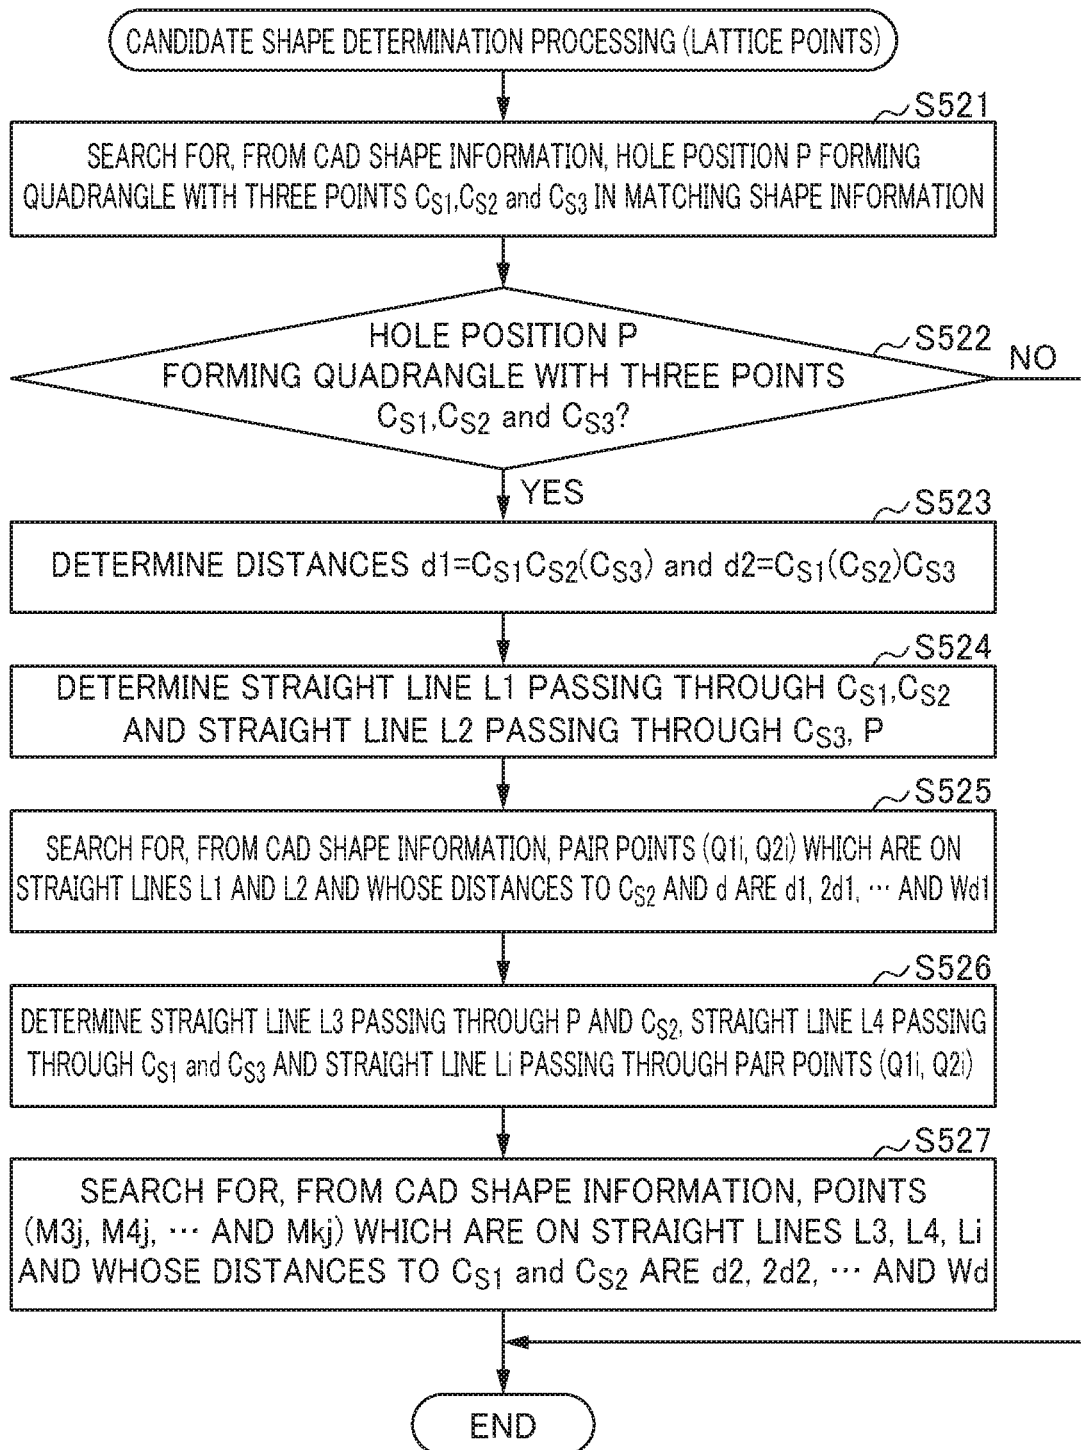 CANDIDATE SHAPE DETERMINATION PROCESSING (LATTICE POINTS)
S521
SEARCH FOR, FROM CAD SHAPE INFORMATION, HOLE POSITION P FORMING
QUADRANGLE WITH THREE POINTS CS1,CS2 and CS3 IN MATCHING SHAPE INFORMATION
S522
HOLE POSITION P
FORMING QUADRANGLE WITH THREE POINTS
CS1,CS2 and CS3?
NO
YES
S523
DETERMINE DISTANCES d1=CS1CS2(CS3) and d2=CS1(CS2)CS3
S524
DETERMINE STRAIGHT LINE L1 PASSING THROUGH CS1,CS2
AND STRAIGHT LINE L2 PASSING THROUGH CS3, P
S525
SEARCH FOR, FROM CAD SHAPE INFORMATION, PAIR POINTS (Q1i, Q2i) WHICH ARE ON
STRAIGHT LINES L1 AND L2 AND WHOSE DISTANCES TO CS2 AND d ARE d1, 2d1, ··· AND Wd1
S526
DETERMINE STRAIGHT LINE L3 PASSING THROUGH P AND CS2, STRAIGHT LINE L4 PASSING
THROUGH CS1 and CS3 AND STRAIGHT LINE Li PASSING THROUGH PAIR POINTS (Q1i, Q2i)
S527
SEARCH FOR, FROM CAD SHAPE INFORMATION, POINTS
(M3j, M4j, ··· AND Mkj) WHICH ARE ON STRAIGHT LINES L3, L4, Li
AND WHOSE DISTANCES TO CS1 and CS2 ARE d2, 2d2, ··· AND Wd
END